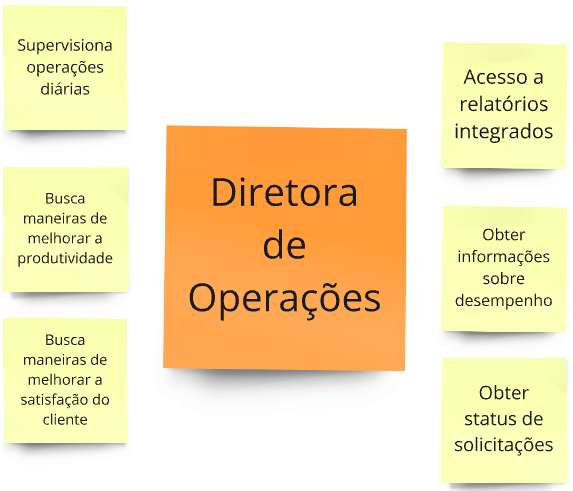 Supervisiona
operações
diárias
Busca
maneiras de
melhorar a
produtividade
Busca
maneiras de
melhorar a
satisfação do
cliente
Diretora
de
Operações
Acesso a
relatórios
integrados
Obter
informações
sobre
desempenho
Obter
status de
solicitações